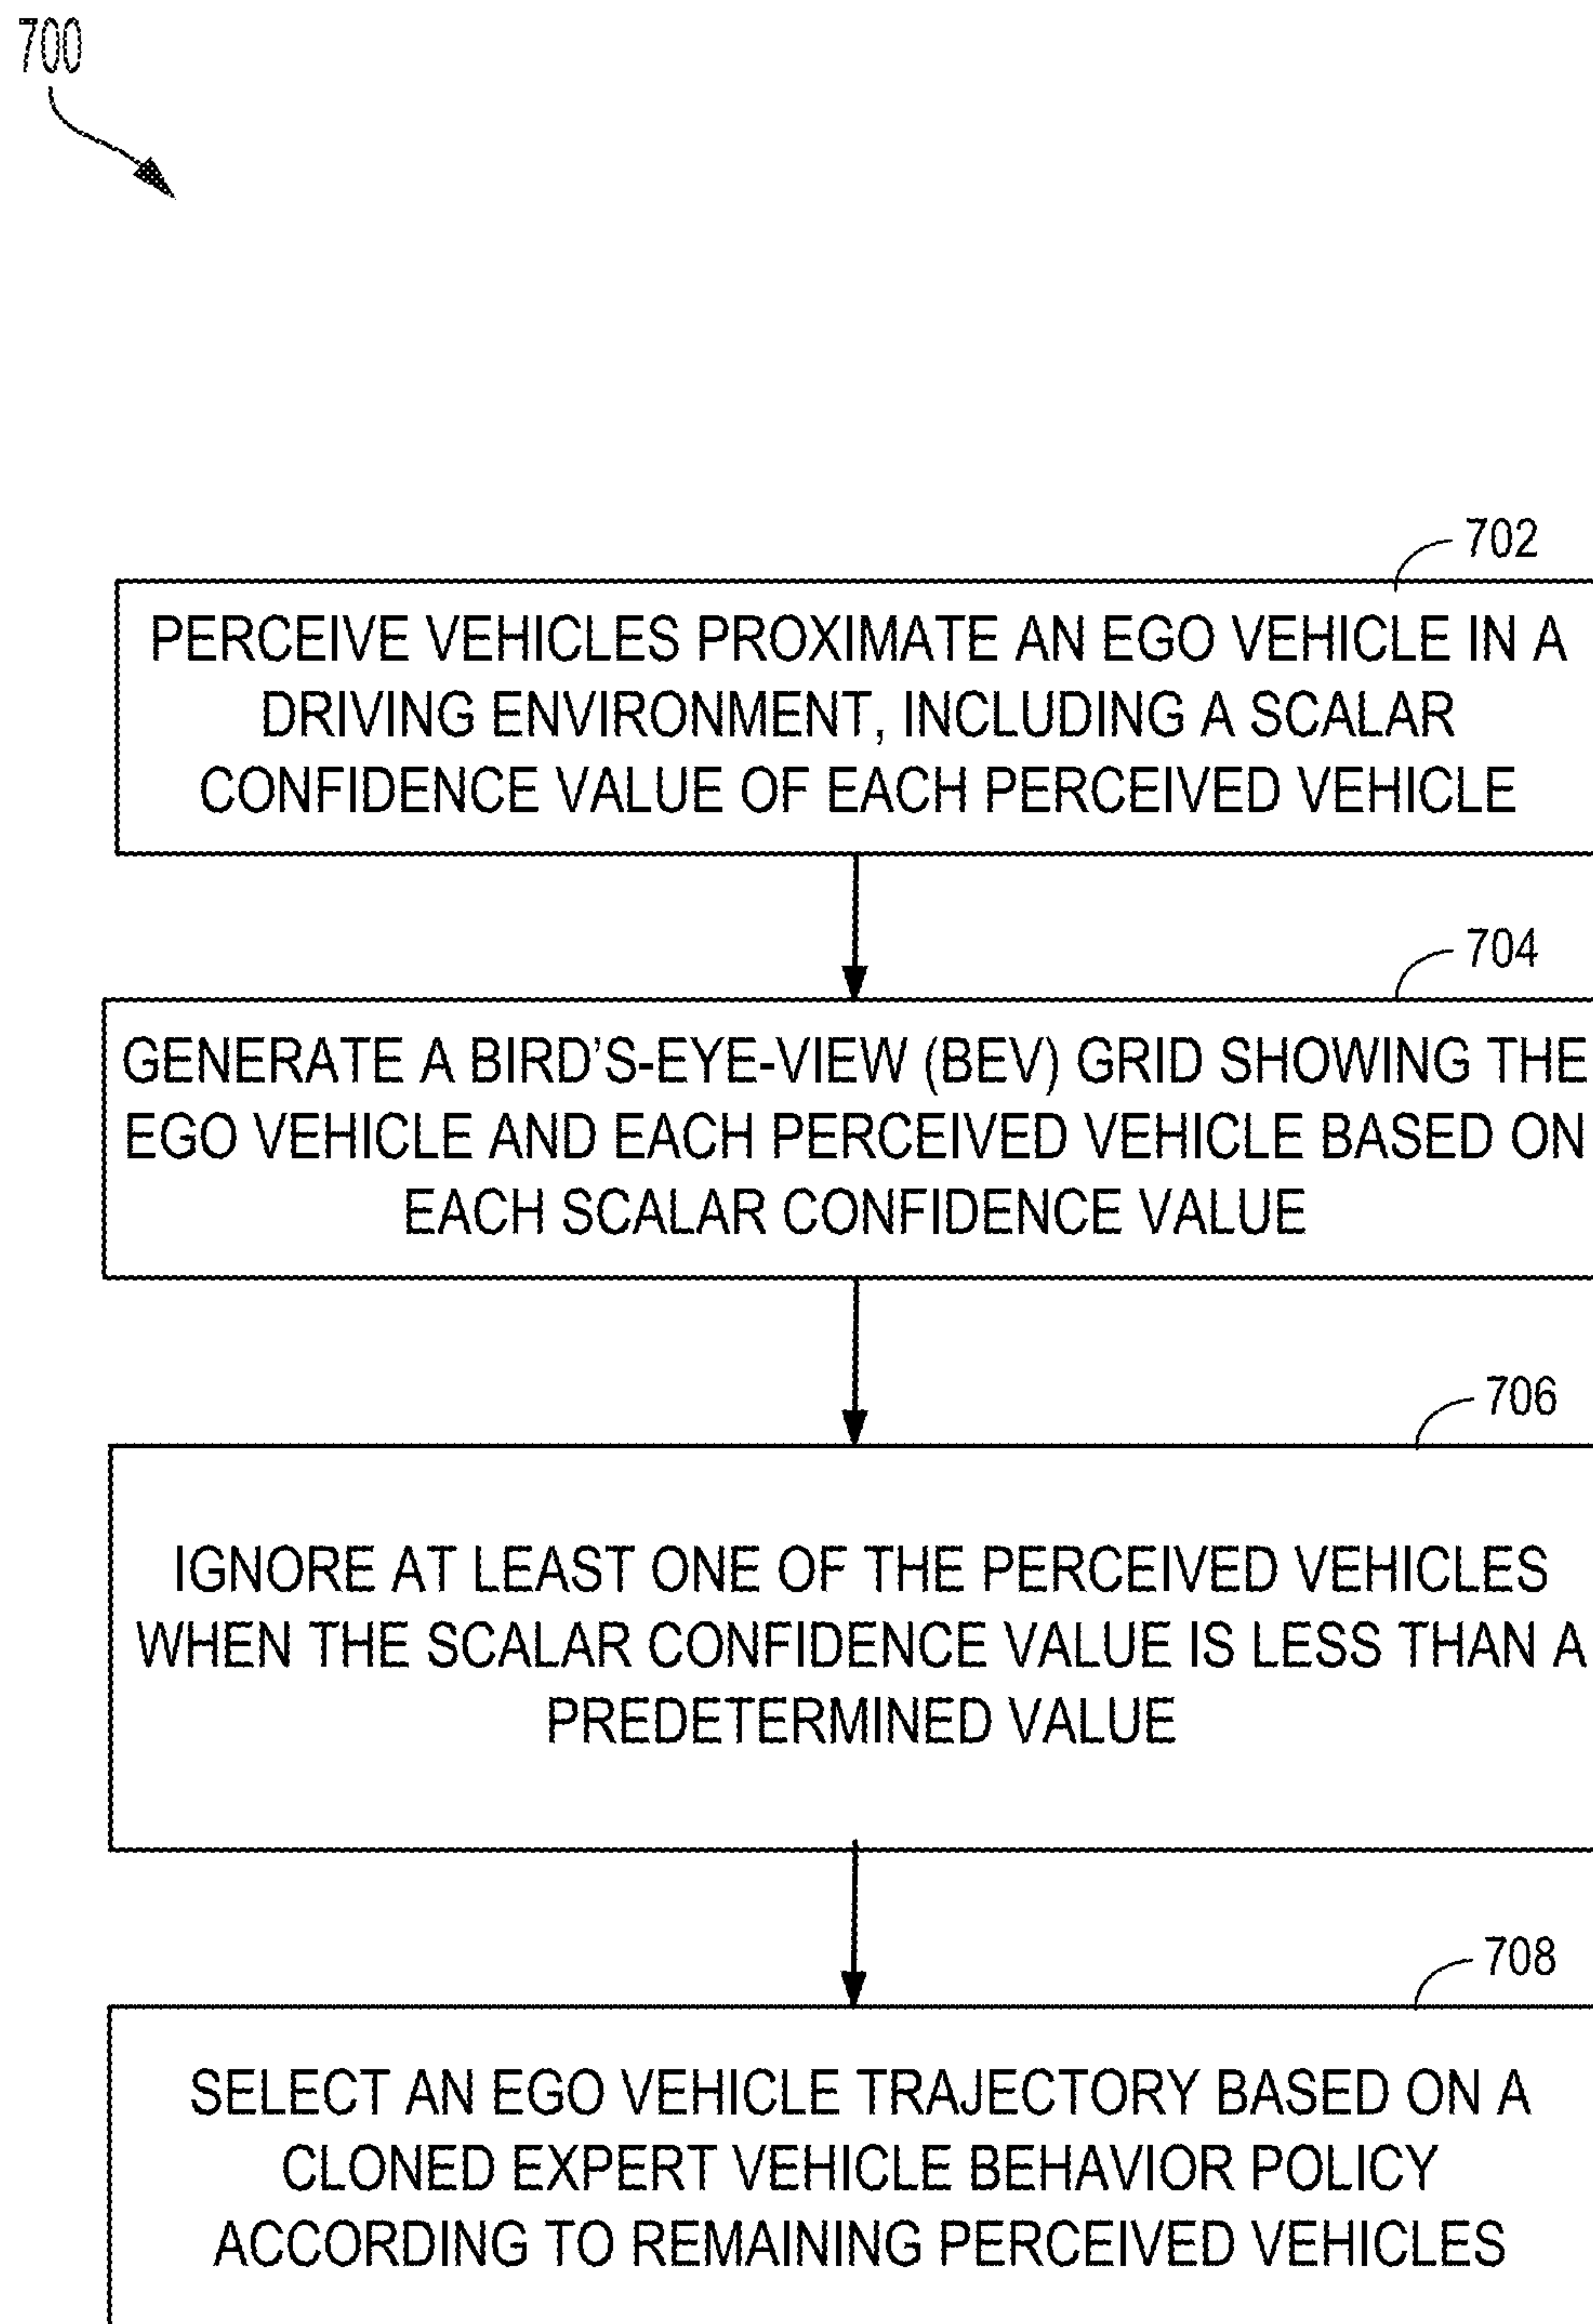 700
702
PERCEIVE VEHICLES PROXIMATE AN EGO VEHICLE IN A
DRIVING ENVIRONMENT, INCLUDING A SCALAR
CONFIDENCE VALUE OF EACH PERCEIVED VEHICLE
704
GENERATE A BIRD'S-EYE-VIEW (BEV) GRID SHOWING THE
EGO VEHICLE AND EACH PERCEIVED VEHICLE BASED ON
EACH SCALAR CONFIDENCE VALUE
706
IGNORE AT LEAST ONE OF THE PERCEIVED VEHICLES
WHEN THE SCALAR CONFIDENCE VALUE IS LESS THAN A
PREDETERMINED VALUE
708
SELECT AN EGO VEHICLE TRAJECTORY BASED ON A
CLONED EXPERT VEHICLE BEHAVIOR POLICY
ACCORDING TO REMAINING PERCEIVED VEHICLES